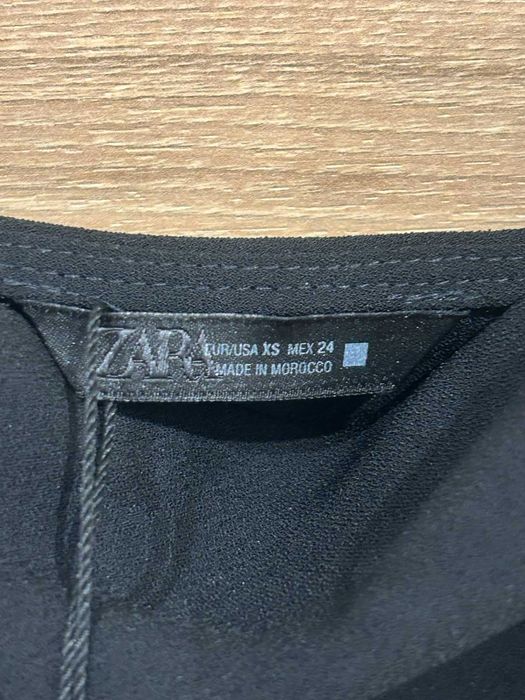 ZARA
EUR/USA XS MEX 24
MADE IN MOROCCO